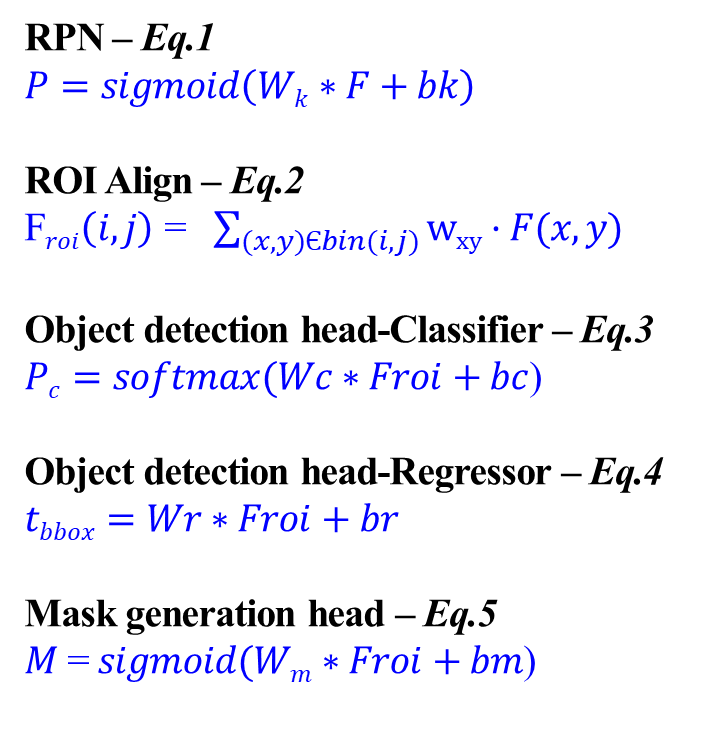 RPN – Eq.1
P = sigmoid(W_k * F + bk)
ROI Align – Eq.2
F_roi(i,j) = ∑_(x,y)∈bin(i,j) w_xy · F(x,y)
Object detection head-Classifier – Eq.3
P_c = softmax(Wc * Froi + bc)
Object detection head-Regressor – Eq.4
t_bbox = Wr * Froi + br
Mask generation head – Eq.5
M = sigmoid(W_m * Froi + bm)